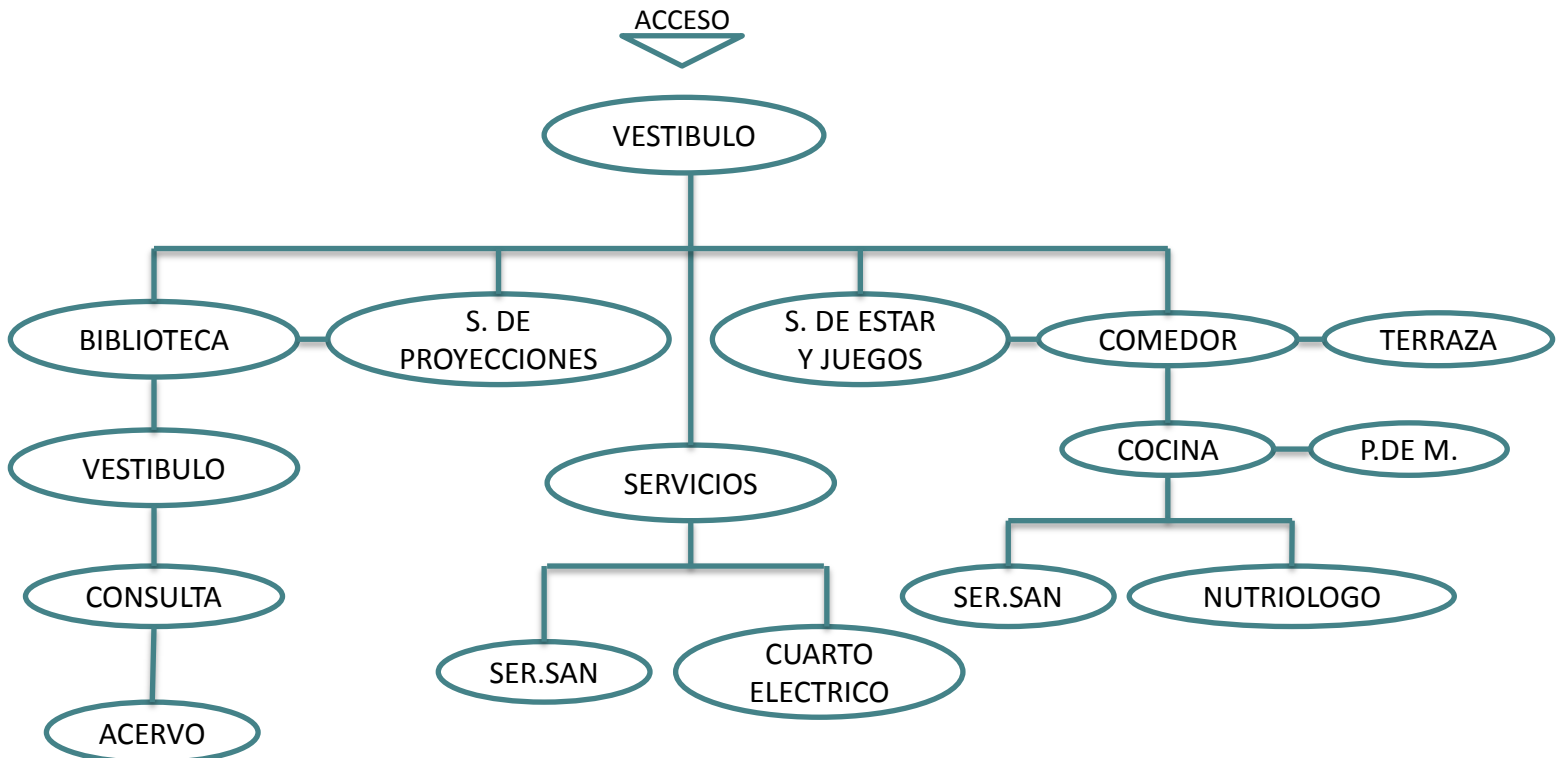 ACCESO
VESTIBULO
BIBLIOTECA
S. DE
PROYECCIONES
S. DE ESTAR
Y JUEGOS
COMEDOR
TERRAZA
VESTIBULO
SERVICIOS
COCINA
P.DE M.
CONSULTA
SER.SAN
NUTRIOLOGO
SER.SAN
CUARTO
ELECTRICO
ACERVO